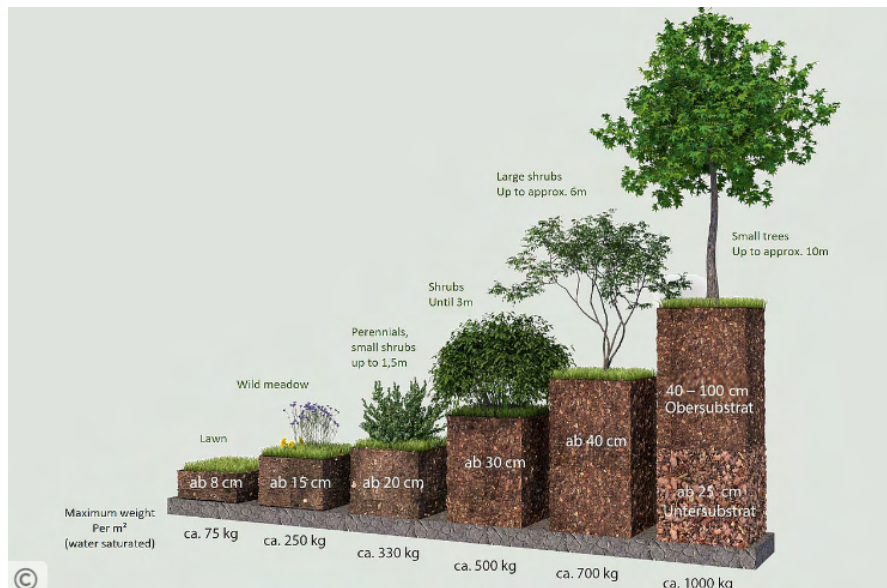 Large shrubs
Up to approx. 6m
Small trees
Up to approx. 10m
Shrubs
Until 3m
Perennials,
small shrubs
up to 1,5m
Wild meadow
Lawn
ab 8 cm
ab 15 cm
ab 20 cm
ab 30 cm
ab 40 cm
40 – 100 cm
Obersubstrat
ab 25 cm
Untersubstrat
Maximum weight
Per m²
(water saturated)
ca. 75 kg
ca. 250 kg
ca. 330 kg
ca. 500 kg
ca. 700 kg
ca. 1000 kg
©